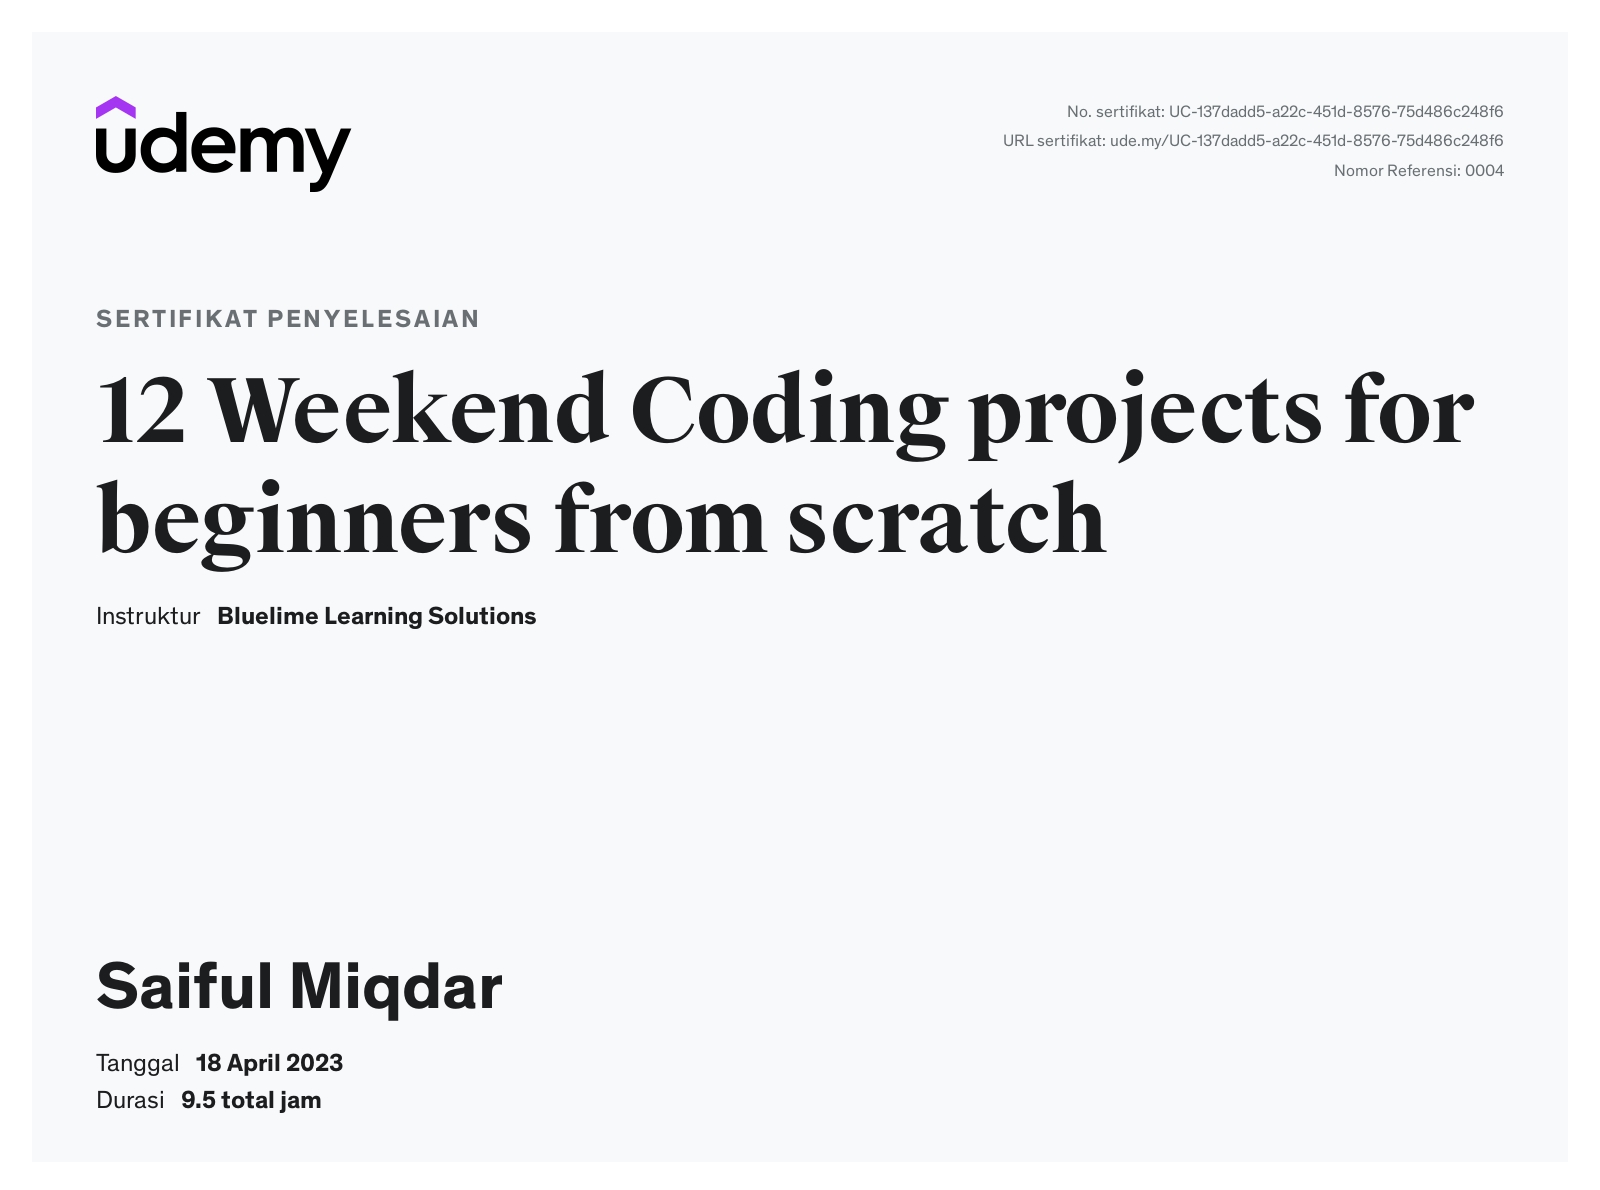 udemy
No. sertifikat: UC-137dadd5-a22c-451d-8576-75d486c248f6
URL sertifikat: ude.my/UC-137dadd5-a22c-451d-8576-75d486c248f6
Nomor Referensi: 0004
SERTIFIKAT PENYELESAIAN
12 Weekend Coding projects for
beginners from scratch
Instruktur Bluelime Learning Solutions
Saiful Miqdar
Tanggal 18 April 2023
Durasi 9.5 total jam